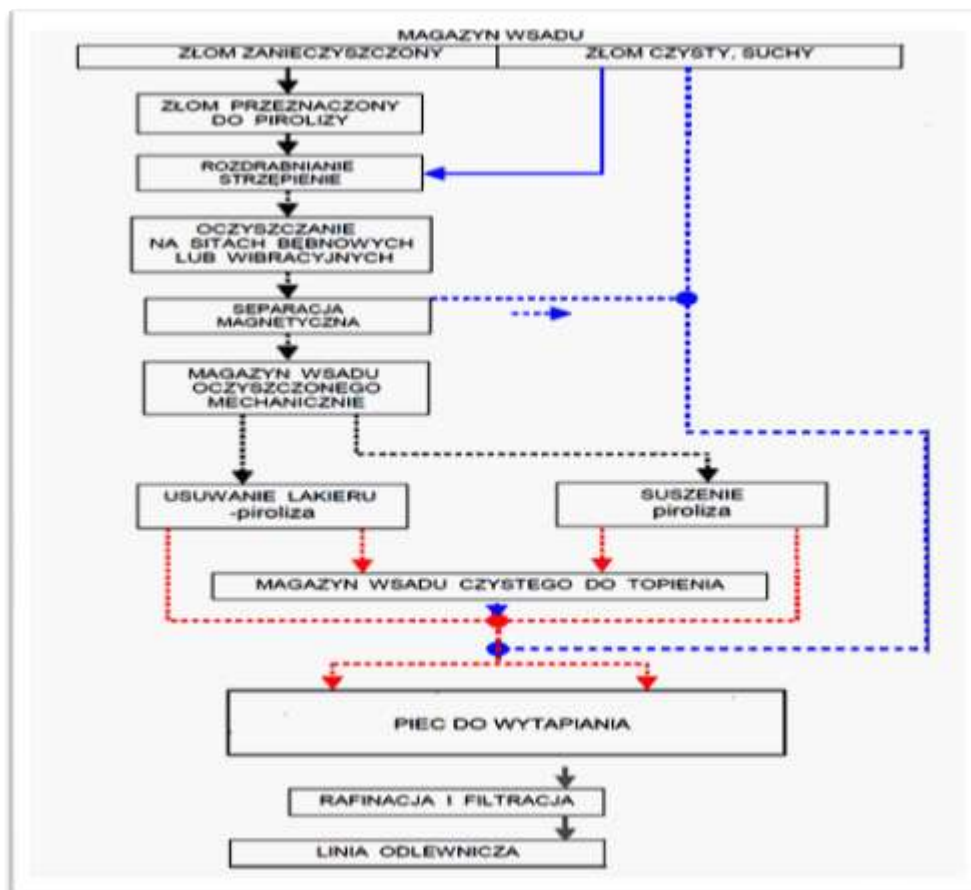 MAGAZYN WSADU
ZŁOM ZANIECZYSZCZONY
ZŁOM CZYSTY, SUCHY
ZŁOM PRZEZNACZONY
DO PIROLIZY
ROZDRABNIANIE
STRZĘPIENIE
OCZYSZCZANIE
NA SITACH BĘBNOWYCH
LUB WIBRACYJNYCH
SEPARACJA
MAGNETYCZNA
MAGAZYN WSADU
OCZYSZCZONEGO
MECHANICZNIE
USUWANIE LAKIERU
-piroliza
SUSZENIE
piroliza
MAGAZYN WSADU CZYSTEGO DO TOPIENIA
PIEC DO WYTAPIANIA
RAFINACJA I FILTRACJA
LINIA ODLEWNICZA